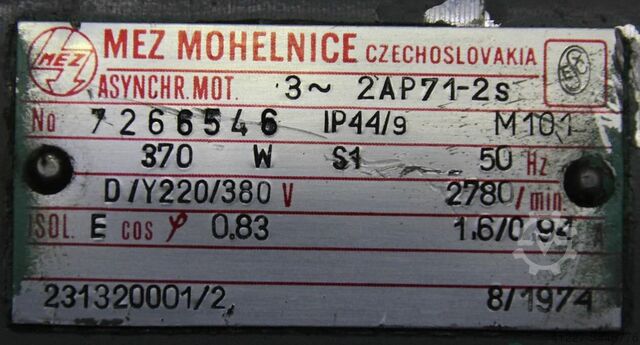 MEZ MEZ MOHELNICE CZECHOSLOVAKIA
ASYNCHR. MOT. 3~ 2AP71-2s ESČ
No 7266546 IP44/9 M101
370 W S1 50 Hz
D/Y220/380 V 2780/min
ISOL. E cos φ 0.83 1.6/0.94
231320001/2 8/1974